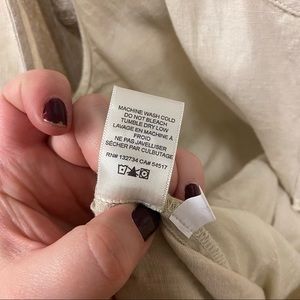 MACHINE WASH COLD
DO NOT BLEACH
TUMBLE DRY LOW
LAVAGE EN MACHINE À
FROID
NE PAS JAVELLISER
SÉCHER PAR CULBUTAGE
RN# 132734 CA# 54517